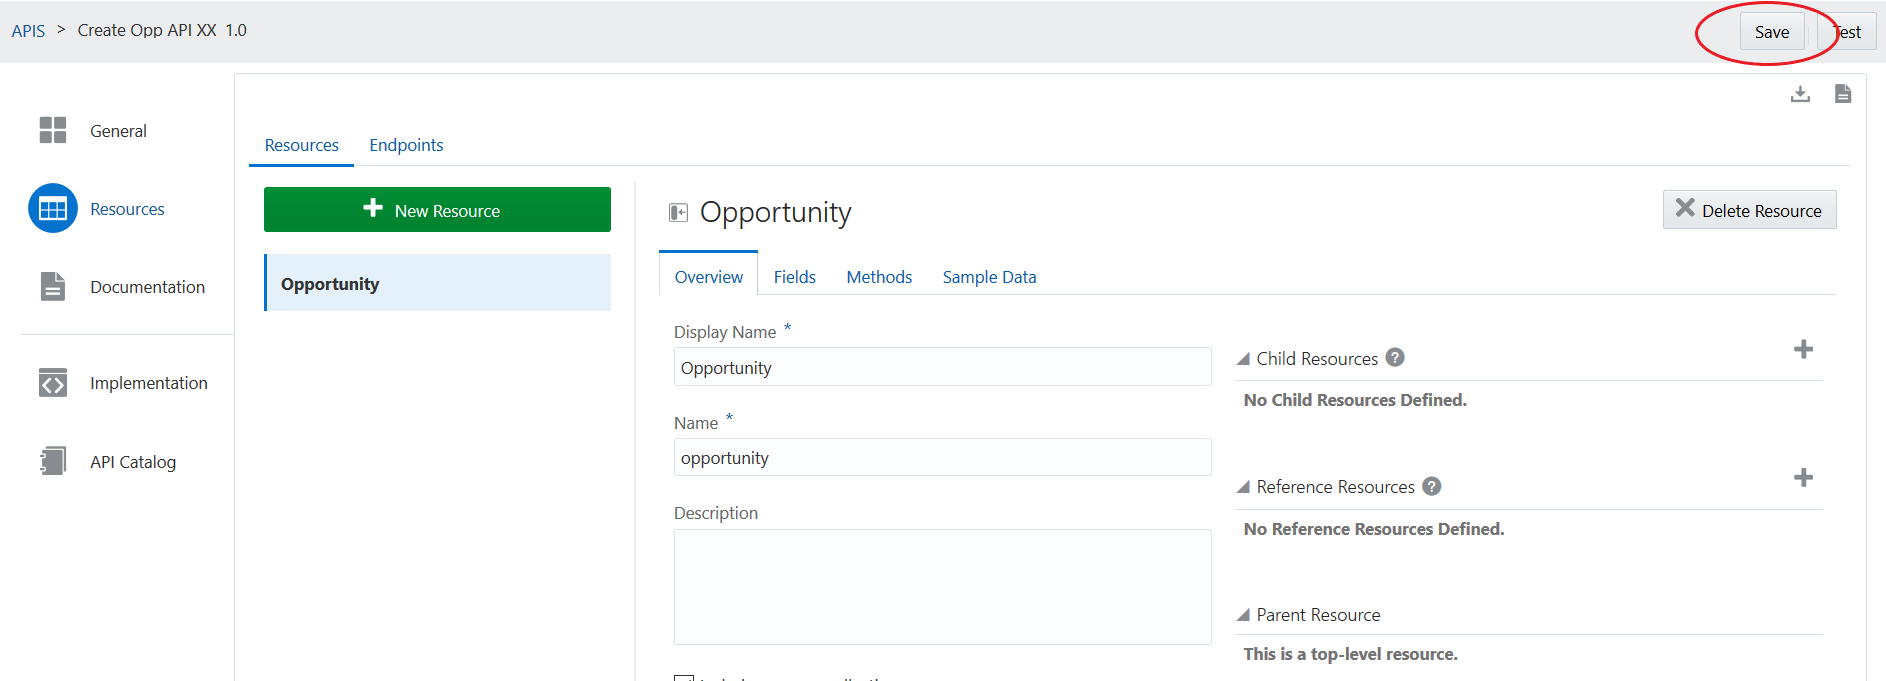 APIS > Create Opp API XX 1.0
Save
Test
General
Resources
Documentation
Implementation
API Catalog
Resources Endpoints
New Resource
Opportunity
Opportunity
Delete Resource
Overview Fields Methods Sample Data
Display Name *
Opportunity
Name *
opportunity
Description
Child Resources ?
No Child Resources Defined.
Reference Resources ?
No Reference Resources Defined.
Parent Resource
This is a top-level resource.